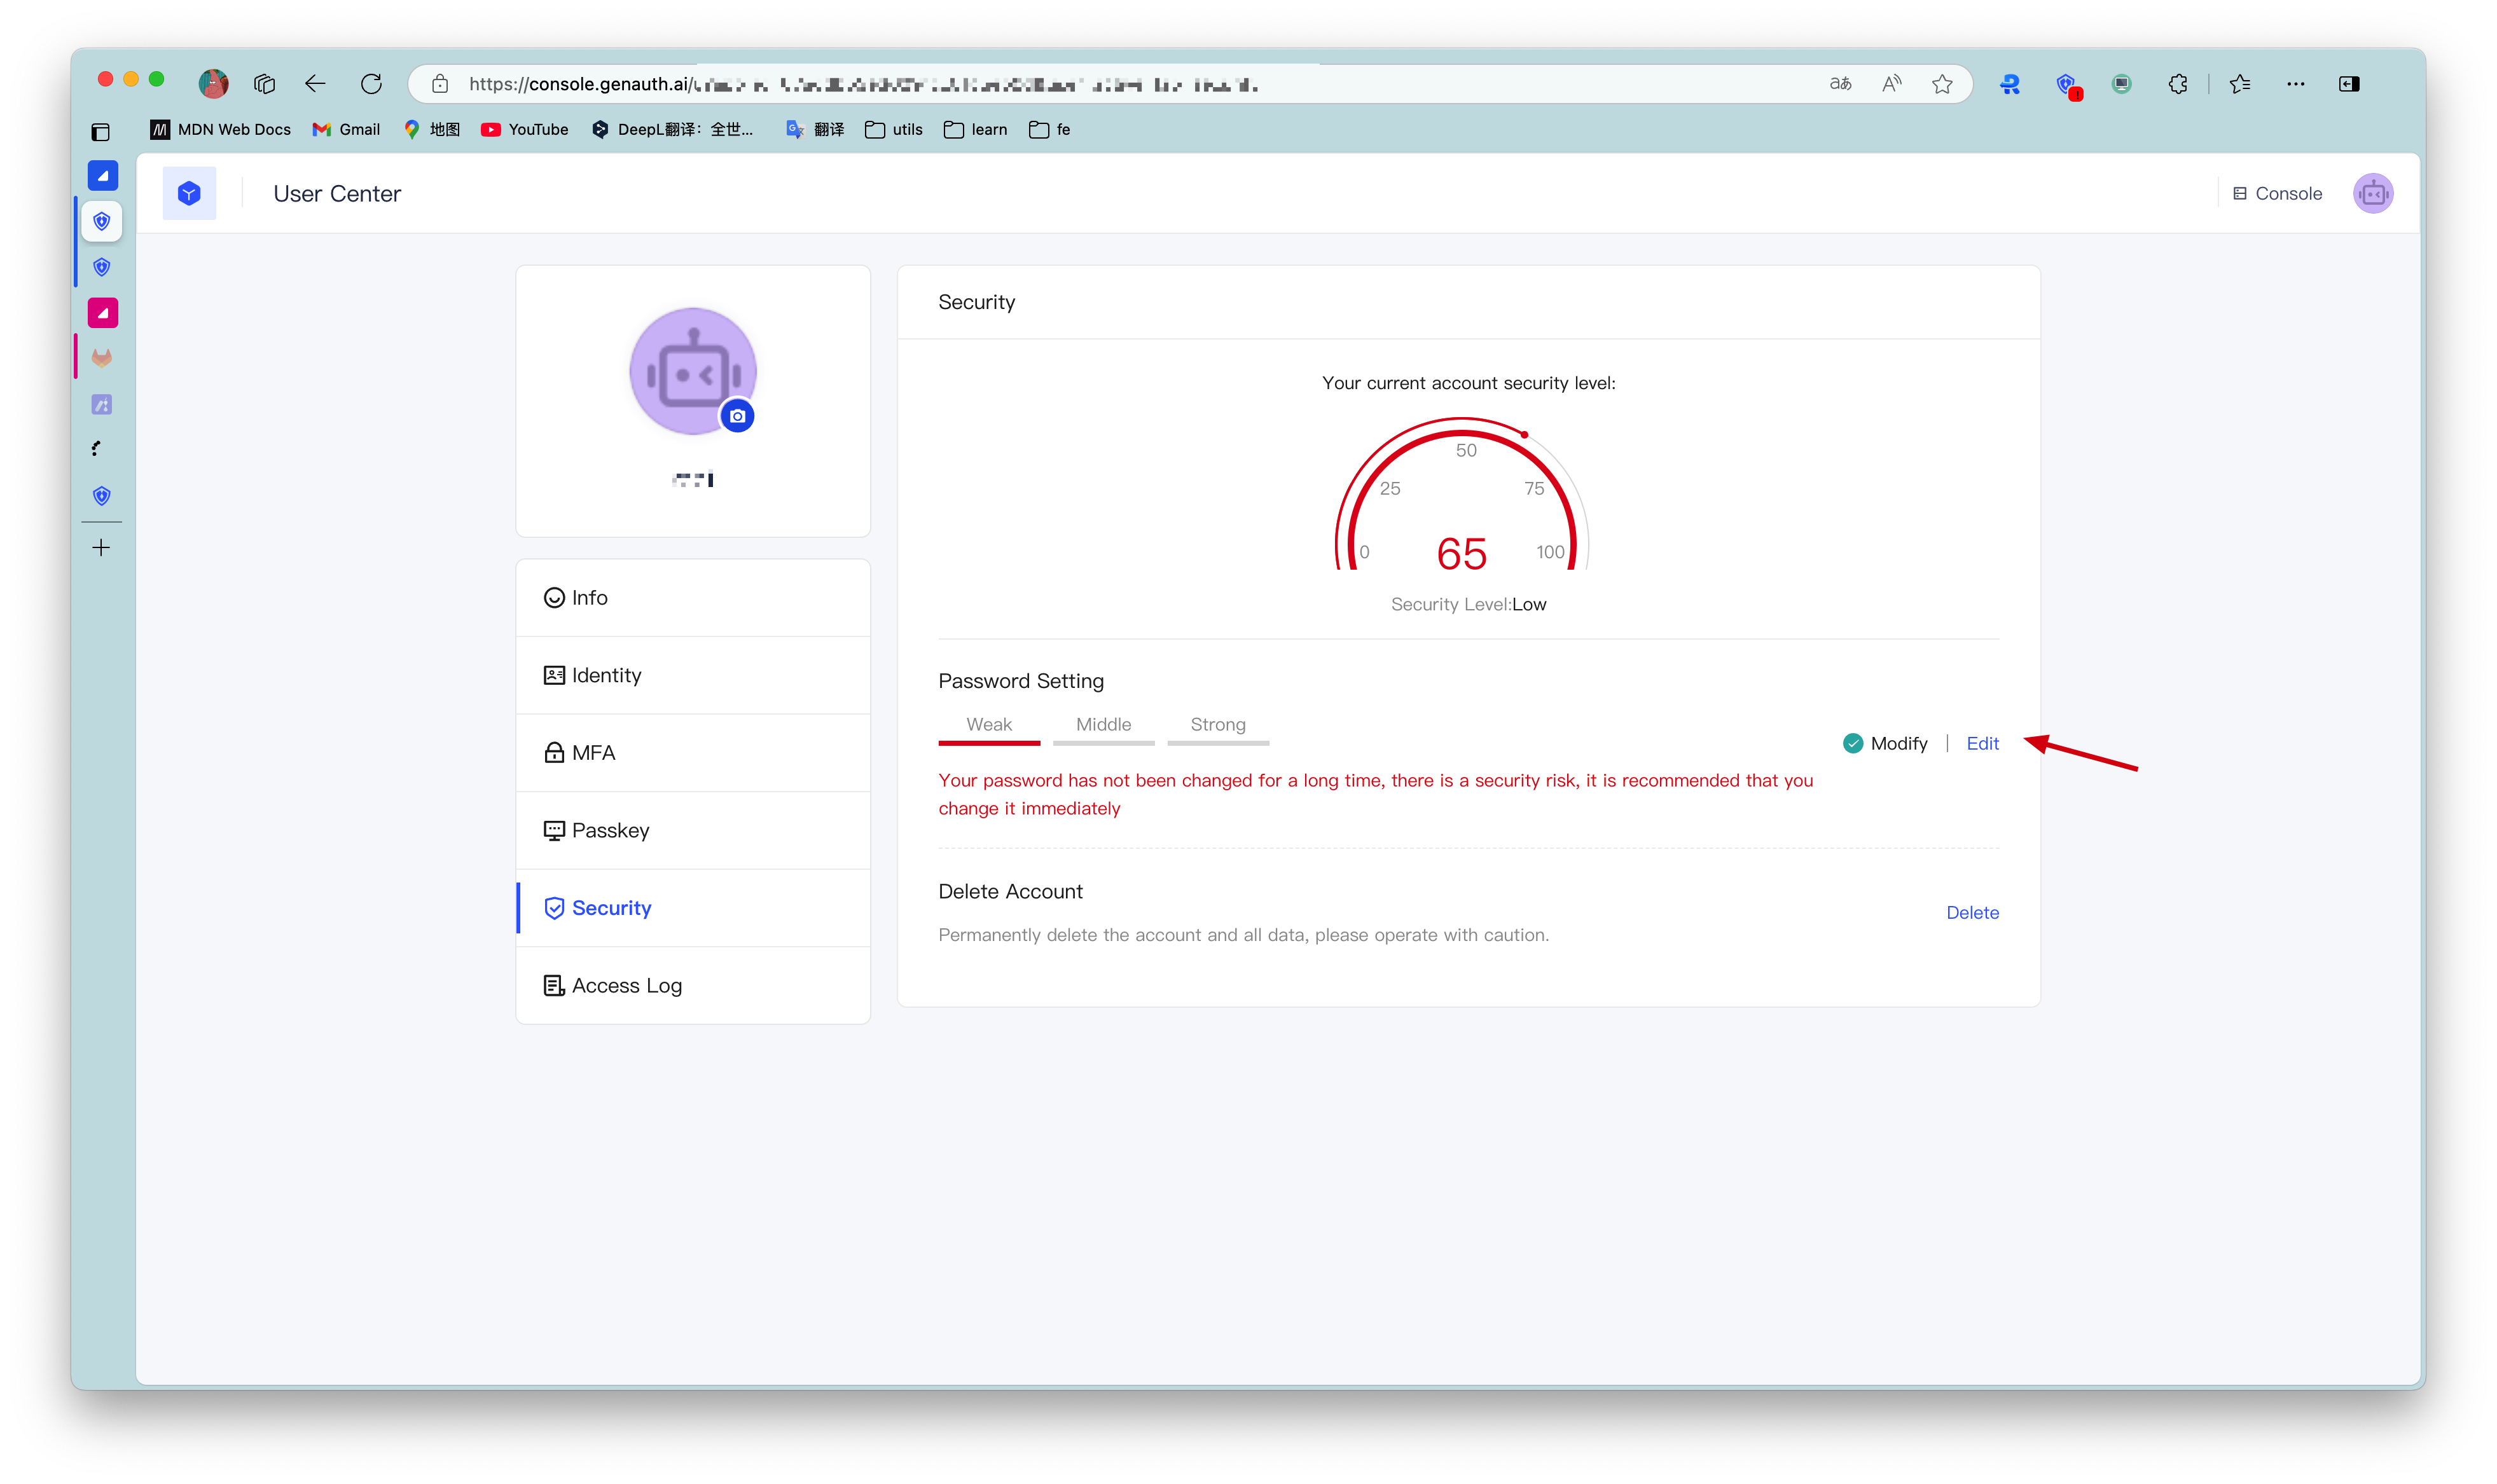 https://console.genauth.ai/
aあ
MDN Web Docs
Gmail
地图
YouTube
DeepL翻译：全世...
翻译
utils
learn
fe
User Center
Console
Security
Your current account security level:
50
25
75
0
65
100
Security Level:Low
Info
Identity
MFA
Passkey
Security
Access Log
Password Setting
Weak
Middle
Strong
Modify
Edit
Your password has not been changed for a long time, there is a security risk, it is recommended that you
change it immediately
Delete Account
Delete
Permanently delete the account and all data, please operate with caution.